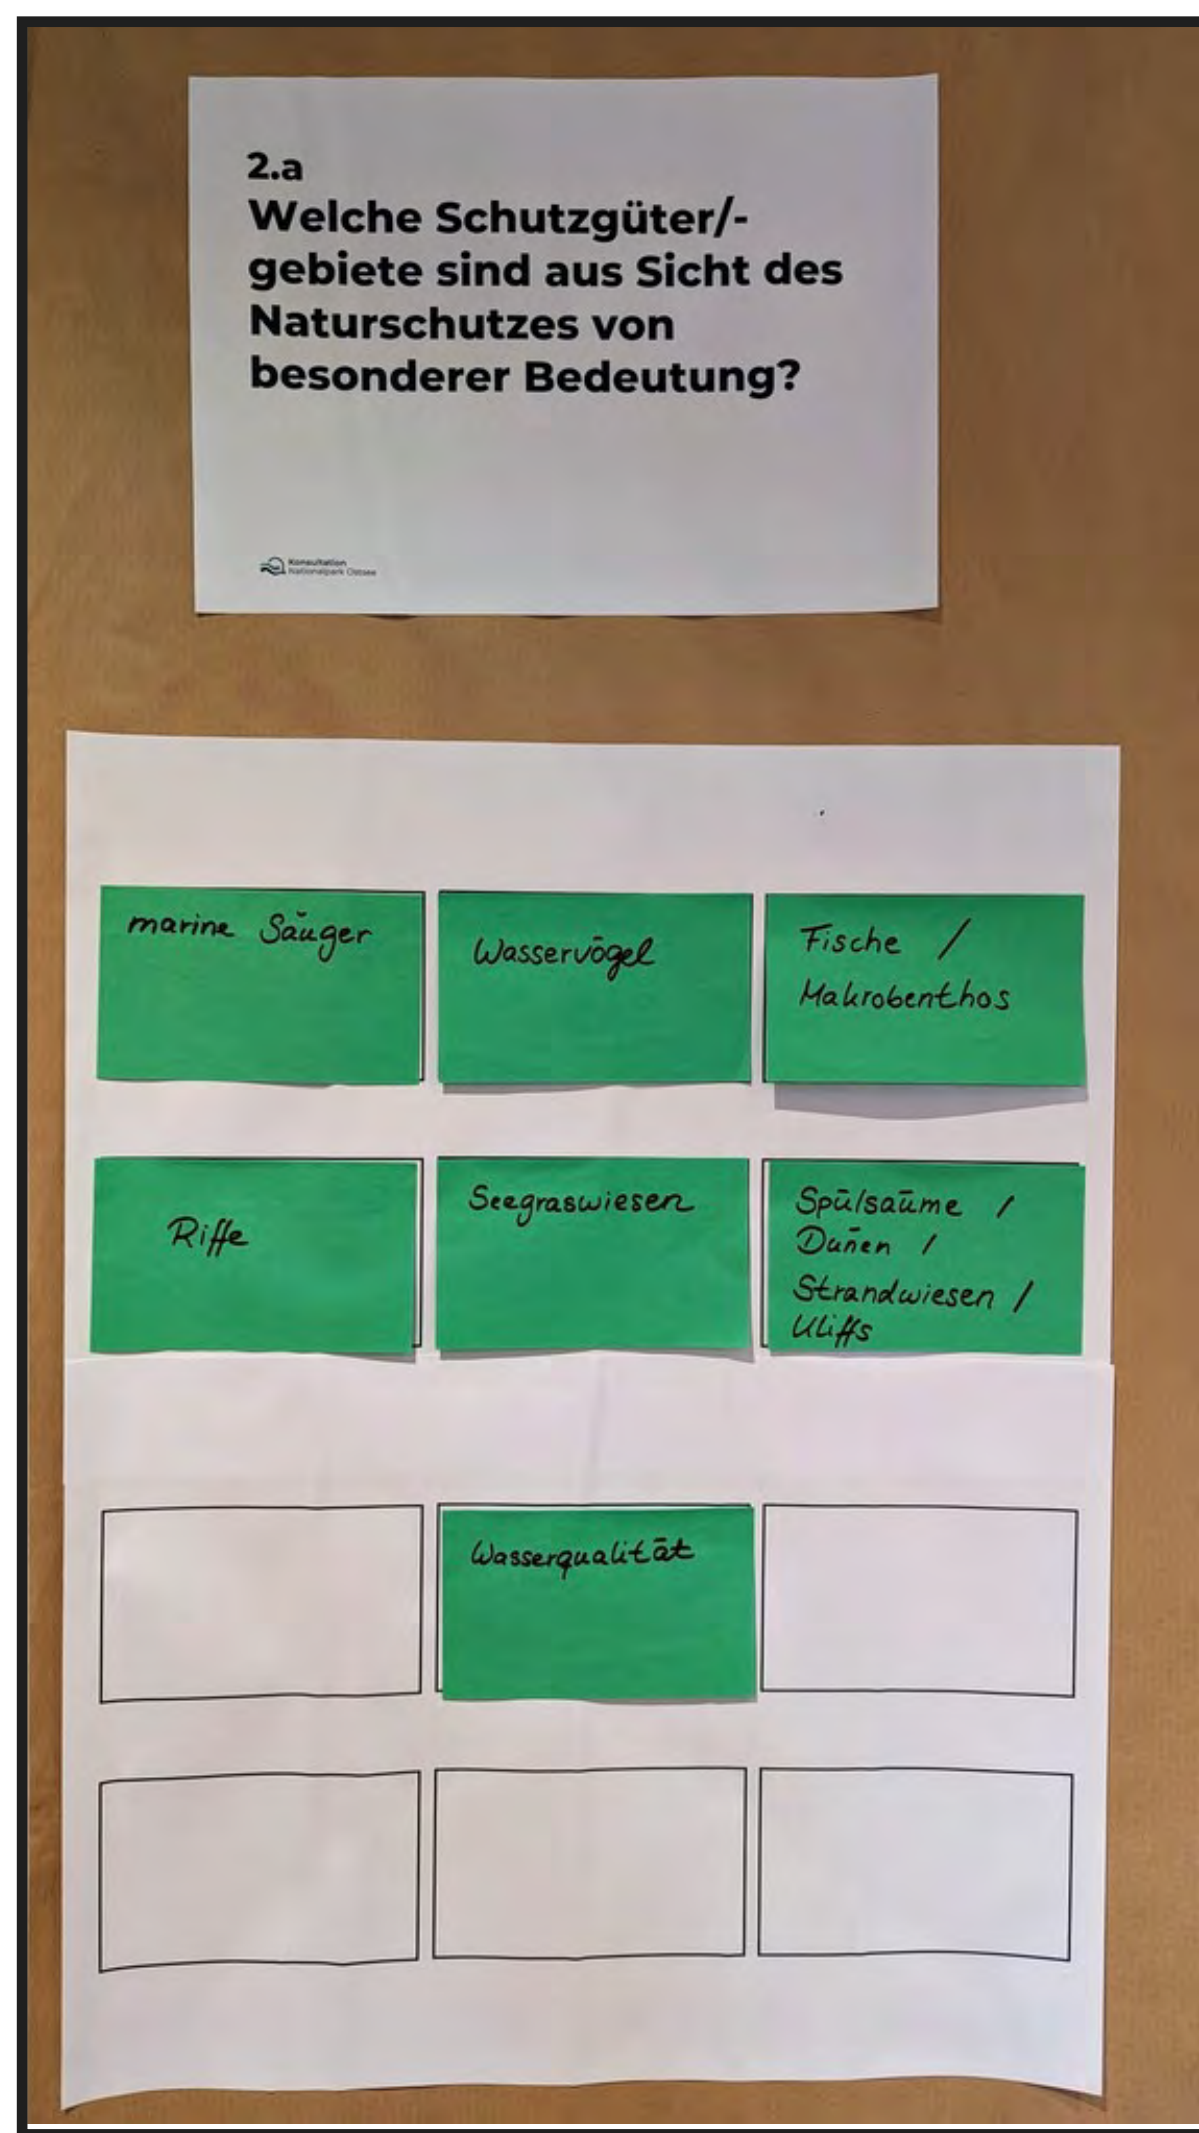 2.a
Welche Schutzgüter/-
gebiete sind aus Sicht des
Naturschutzes von
besonderer Bedeutung?
Konsultation
Nationalpark Ostsee
marine Säuger
Wasservögel
Fische /
Makrobenthos
Riffe
Seegraswiesen
Spülsäume /
Dünen /
Strandwiesen /
Kliffs
Wasserqualität